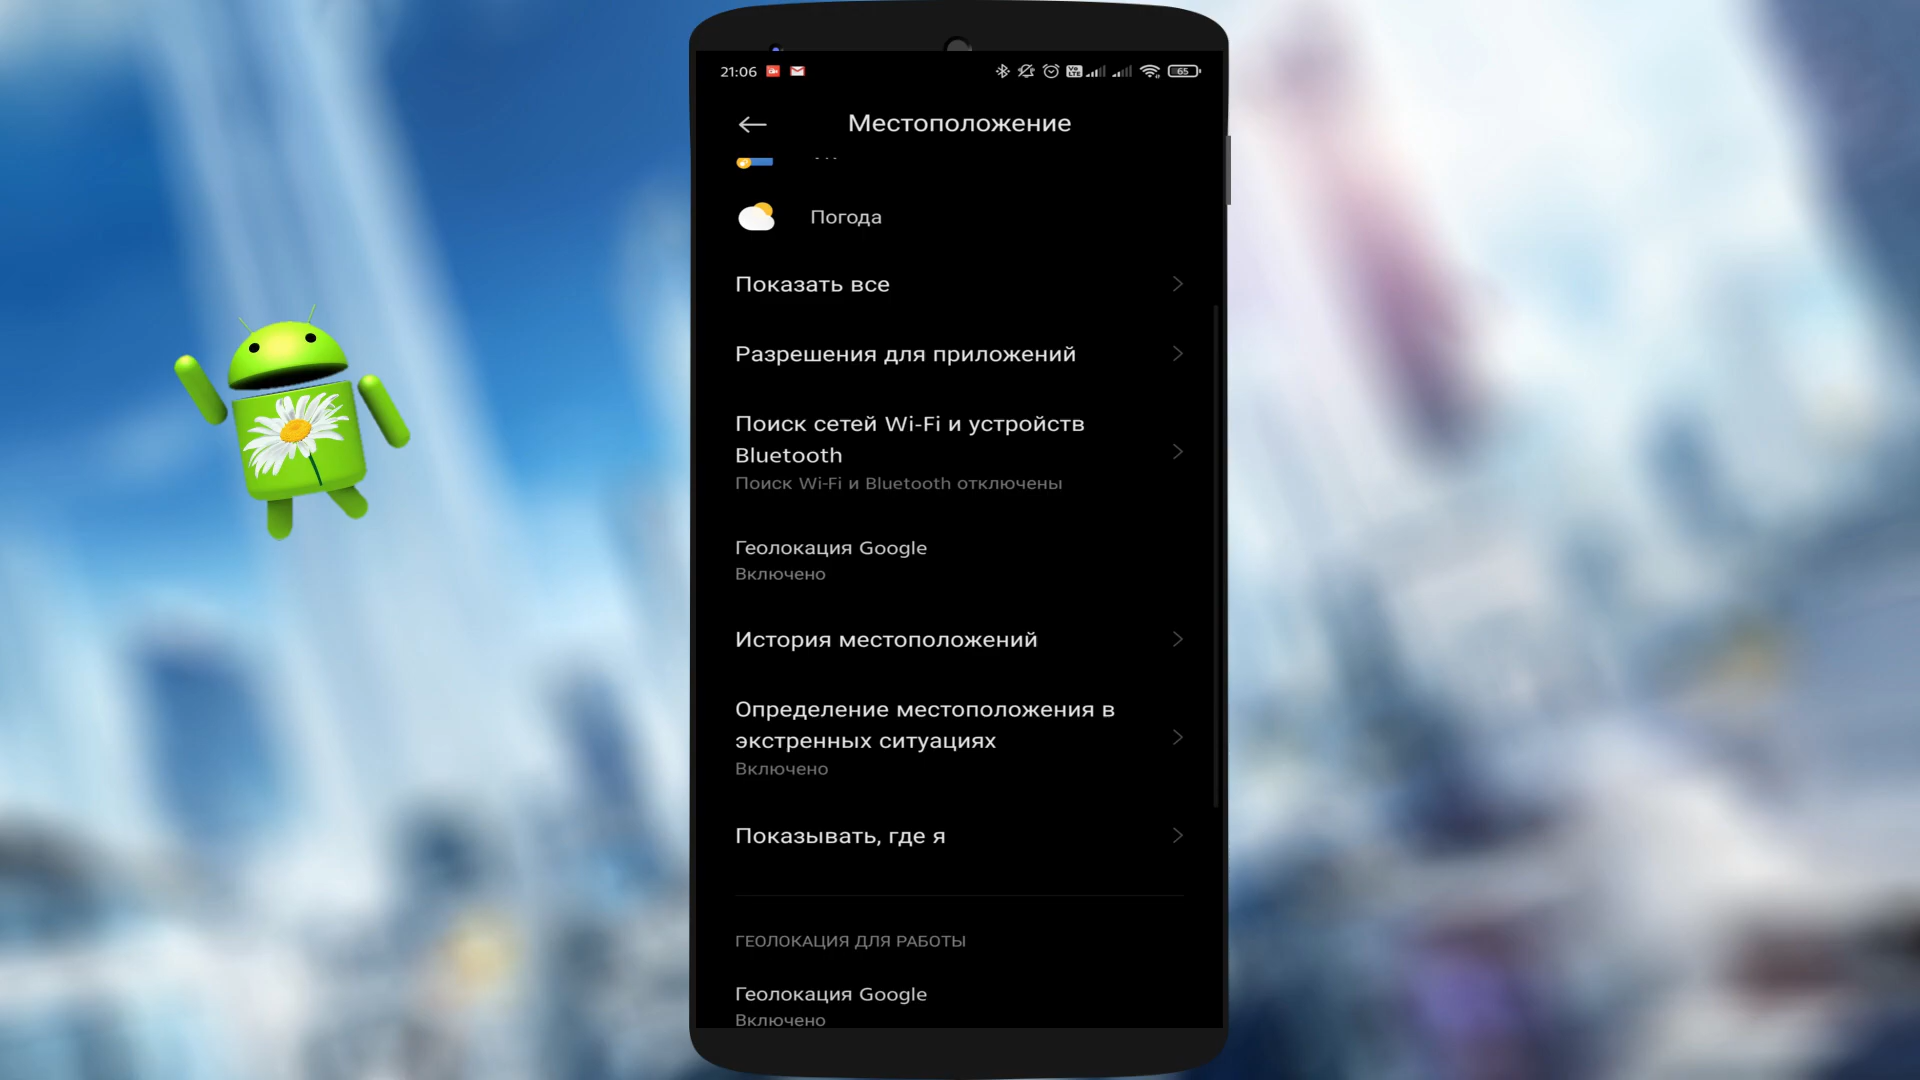 21:06
65
Местоположение
Погода
Показать все
Разрешения для приложений
Поиск сетей Wi-Fi и устройств
Bluetooth
Поиск Wi-Fi и Bluetooth отключены
Геолокация Google
Включено
История местоположений
Определение местоположения в
экстренных ситуациях
Включено
Показывать, где я
ГЕОЛОКАЦИЯ ДЛЯ РАБОТЫ
Геолокация Google
Включено